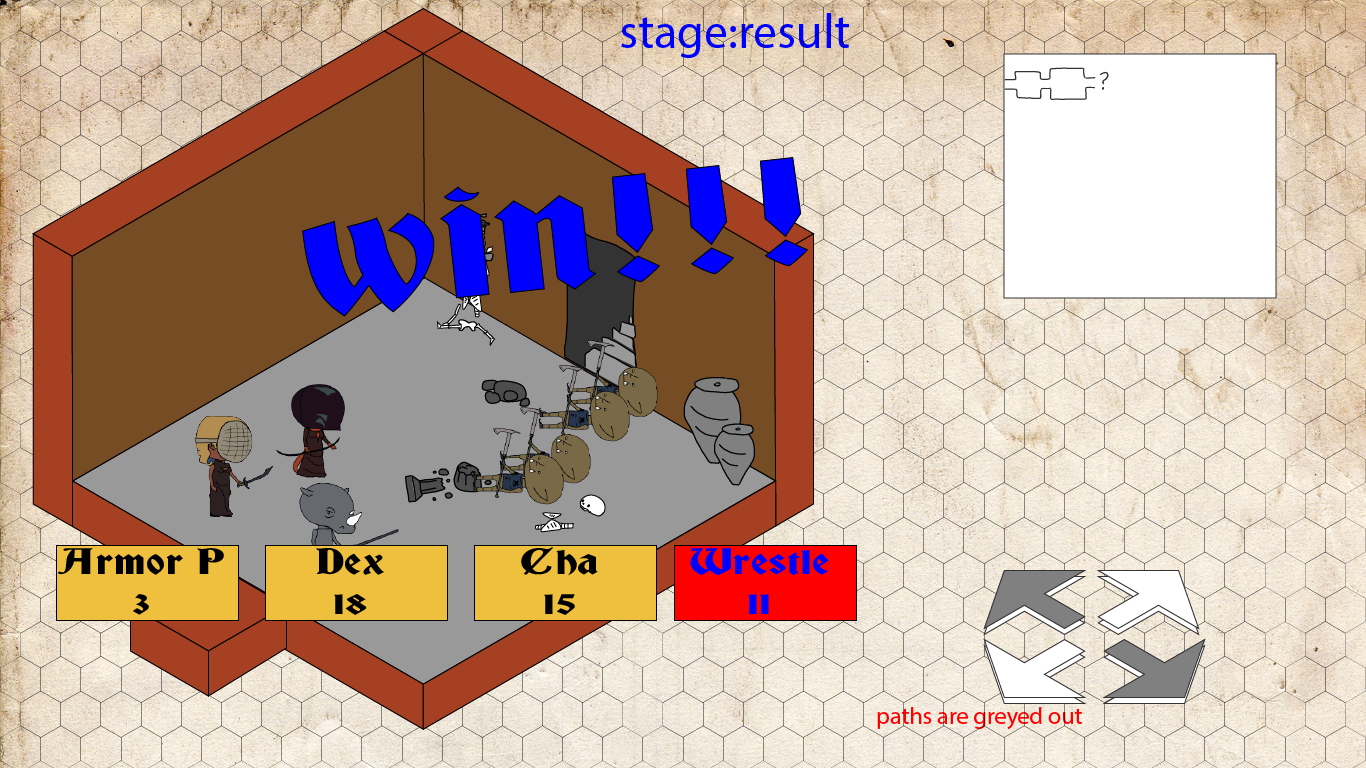 stage:result
?
win!!!
Armor P
3
Dex
18
Cha
15
Wrestle
11
paths are greyed out